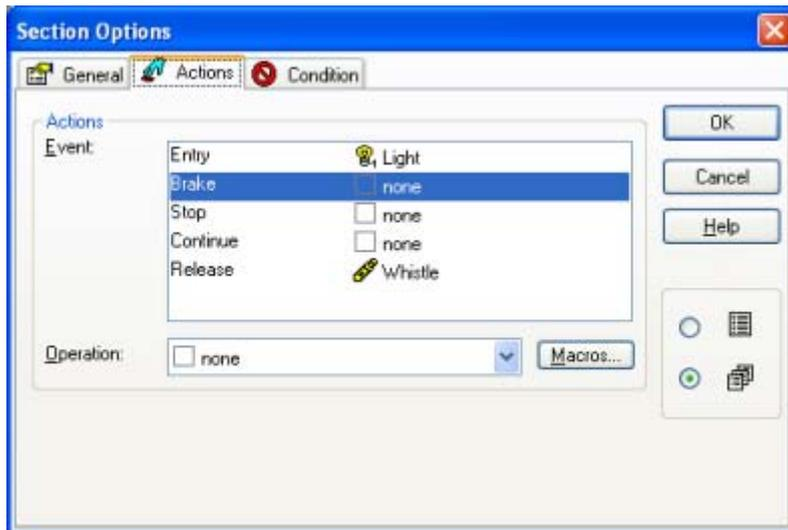 Section Options
General Actions Condition
Actions
Event:
Entry Light
Brake none
Stop none
Continue none
Release Whistle
Operation: none Macros...
OK
Cancel
Help